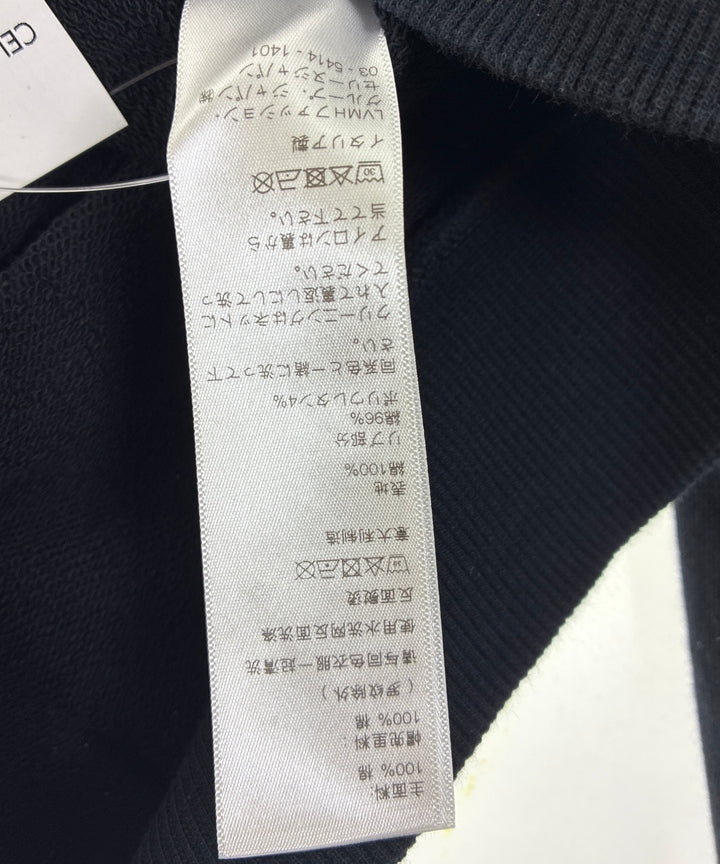 主面料:
100% 棉
帽兜里料:
100% 棉
( 罗纹除外 )
请与同色衣服一起清洗
使用水洗网反面洗涤
反面熨烫
意大利制造
表地
綿100%
リブ部分
綿96%
ポリウレタン4%
同系色と一緒に洗って下
さい。
クリーニングはネットに
入れて裏返しにして洗っ
てください。
アイロンは裏から
当てて下さい。
30
イタリア製
LVMHファッション・
グループ・ジャパン㈱
セリーヌジャパン
03-5414-1401